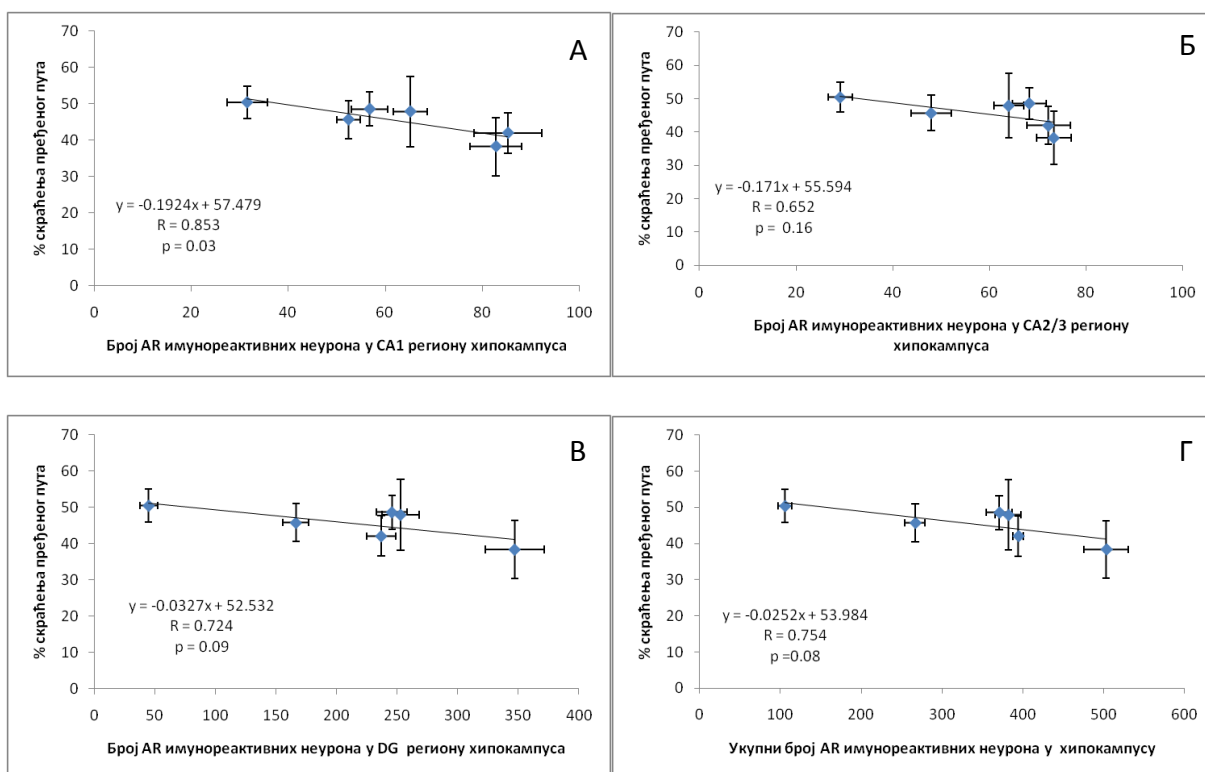 А
% скраћења пређеног пута
70
60
50
40
30
20
10
0
y = -0.1924x + 57.479
R = 0.853
p = 0.03
0 20 40 60 80 100
Број AR имунореактивних неурона у CA1 региону хипокампуса
Б
% скраћења пређеног пута
70
60
50
40
30
20
10
0
y = -0.171x + 55.594
R = 0.652
p = 0.16
0 20 40 60 80 100
Број AR имунореактивних неурона у CA2/3 региону
хипокампуса
В
% скраћења пређеног пута
70
60
50
40
30
20
10
0
y = -0.0327x + 52.532
R = 0.724
p = 0.09
0 50 100 150 200 250 300 350 400
Број AR имунореактивних неурона у DG региону хипокампуса
Г
% скраћења пређеног пута
70
60
50
40
30
20
10
0
y = -0.0252x + 53.984
R = 0.754
p =0.08
0 100 200 300 400 500 600
Укупни број AR имунореактивних неурона у хипокампусу